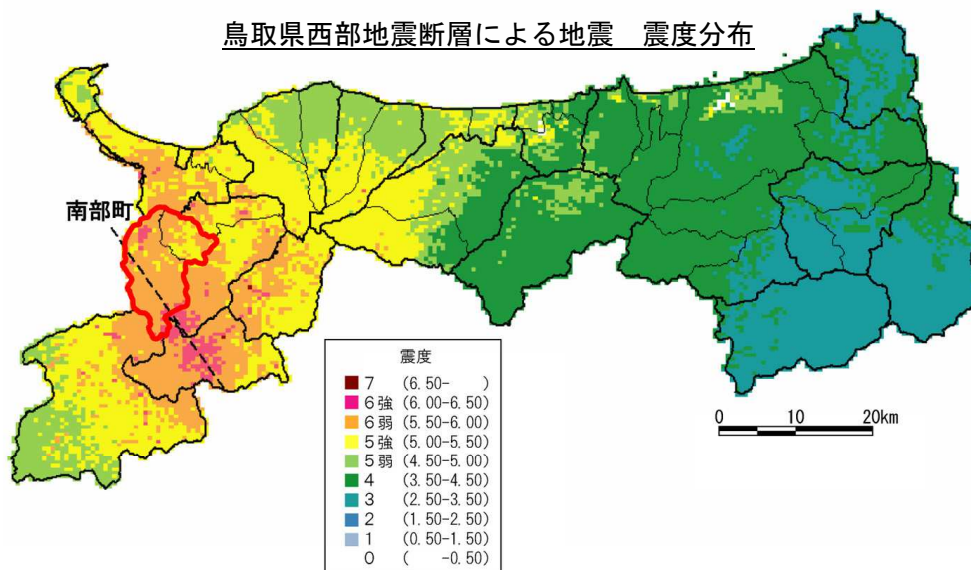 鳥取県西部地震断層による地震 震度分布
南部町
震度
7 (6.50- )
6強 (6.00-6.50)
6弱 (5.50-6.00)
5強 (5.00-5.50)
5弱 (4.50-5.00)
4 (3.50-4.50)
3 (2.50-3.50)
2 (1.50-2.50)
1 (0.50-1.50)
0 ( -0.50)
0 10 20km